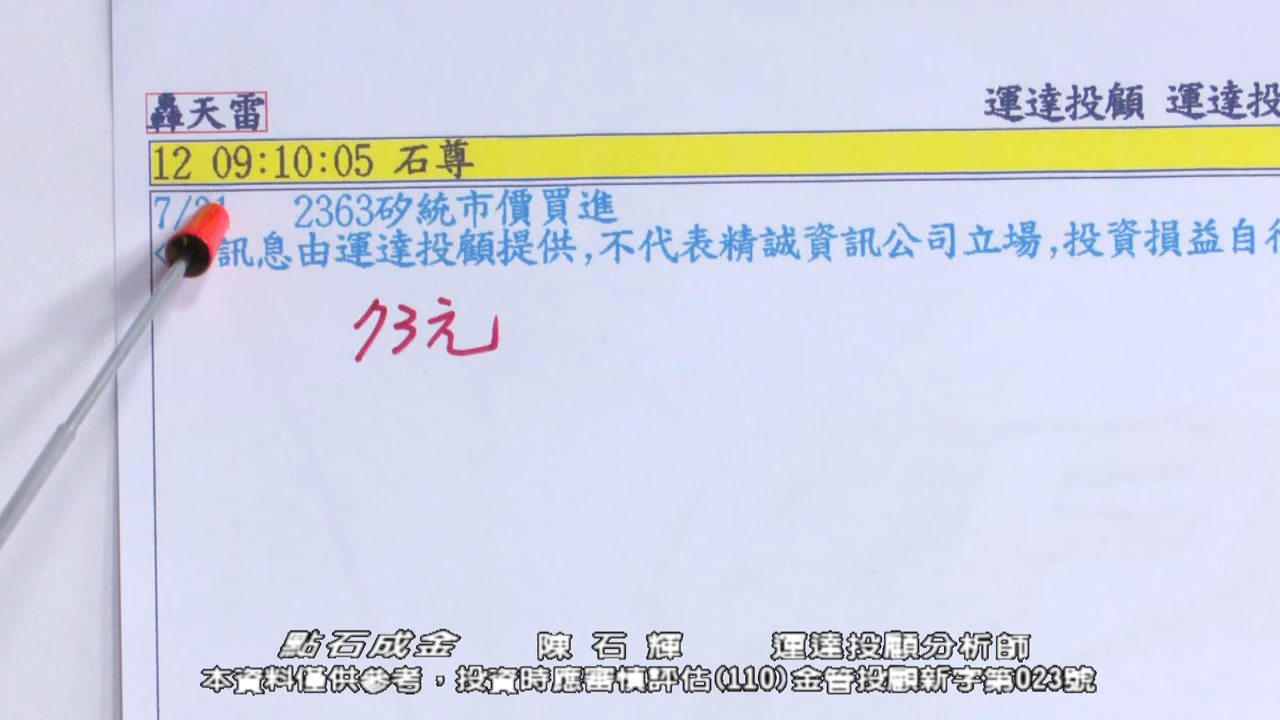 轟天雷
運達投顧 運達投
12 09:10:05 石尊
7/21 2363矽統市價買進
訊息由運達投顧提供,不代表精誠資訊公司立場,投資損益自行
73元
點石成金 陳石輝 運達投顧分析師
本資料僅供參考,投資時應審慎評估(110)金管投顧新字第023號